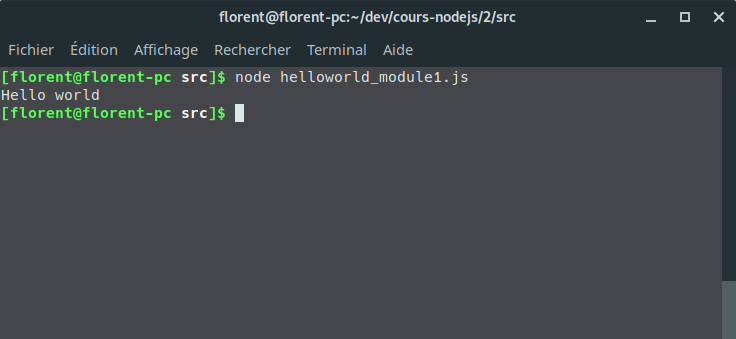 florent@florent-pc:~/dev/cours-nodejs/2/src
Fichier Édition Affichage Rechercher Terminal Aide
[florent@florent-pc src]$ node helloworld_module1.js
Hello world
[florent@florent-pc src]$